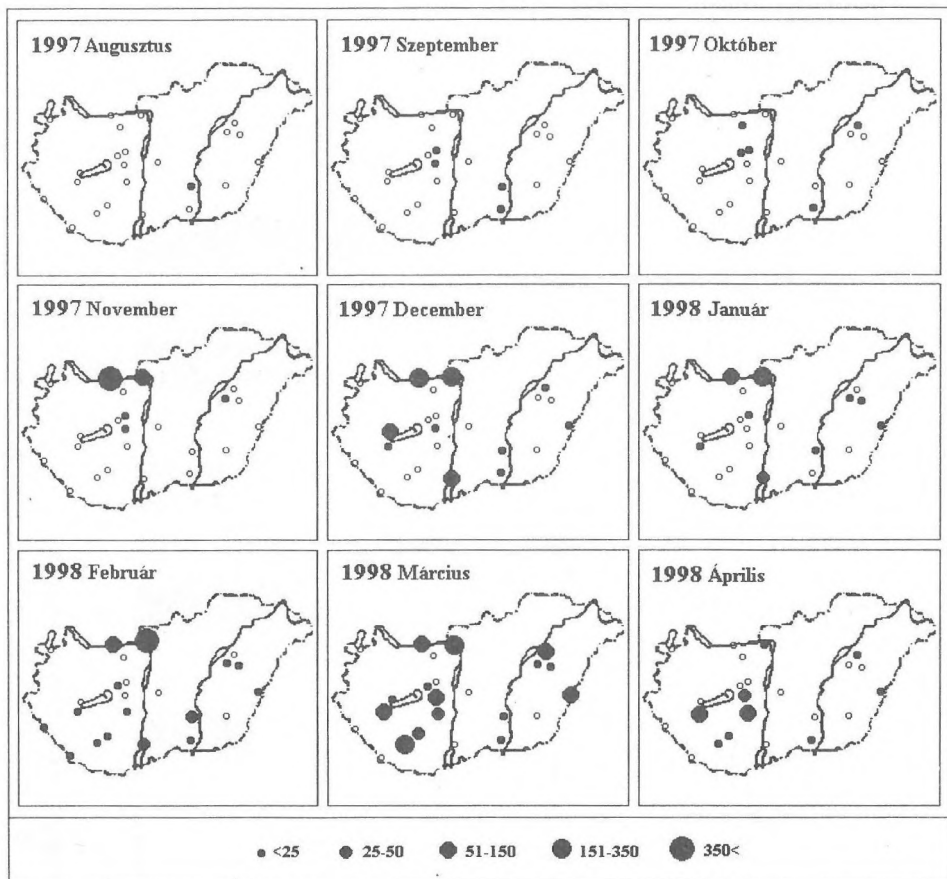 1997 Augusztus
1997 Szeptember
1997 Október
1997 November
1997 December
1998 Január
1998 Február
1998 Március
1998 Április
<25 25-50 51-150 151-350 350<